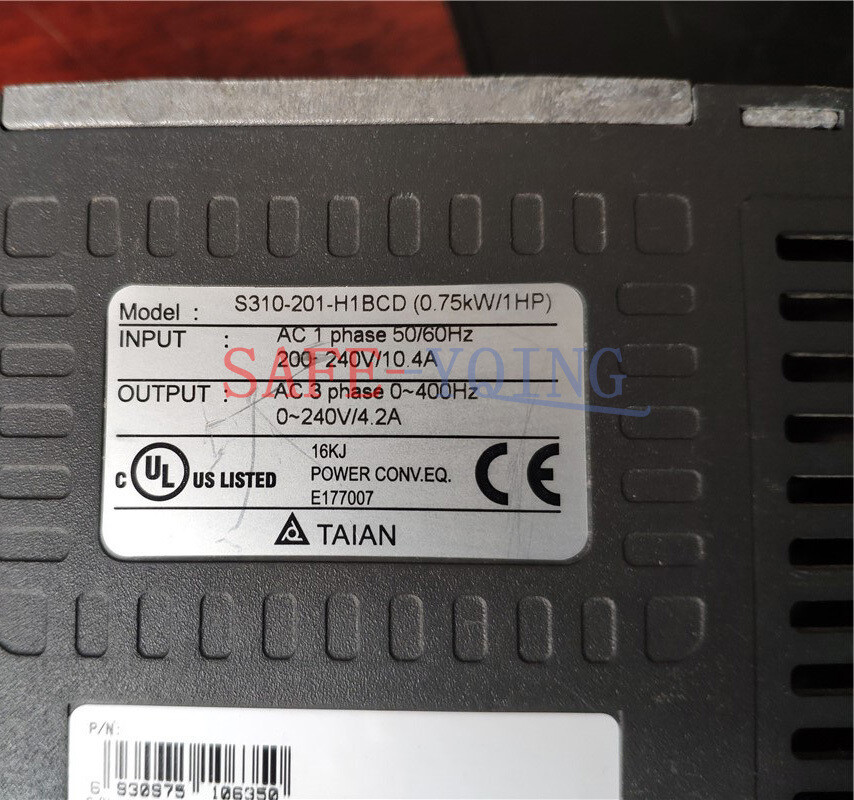 Model : S310-201-H1BCD (0.75kW/1HP)
INPUT : AC 1 phase 50/60Hz
200~240V/10.4A
SAFE-YQING
OUTPUT : AC 3 phase 0~400Hz
0~240V/4.2A
C UL US LISTED
16KJ
POWER CONV.EQ.
E177007
CE
TAIAN
P/N:
6 930975 106350